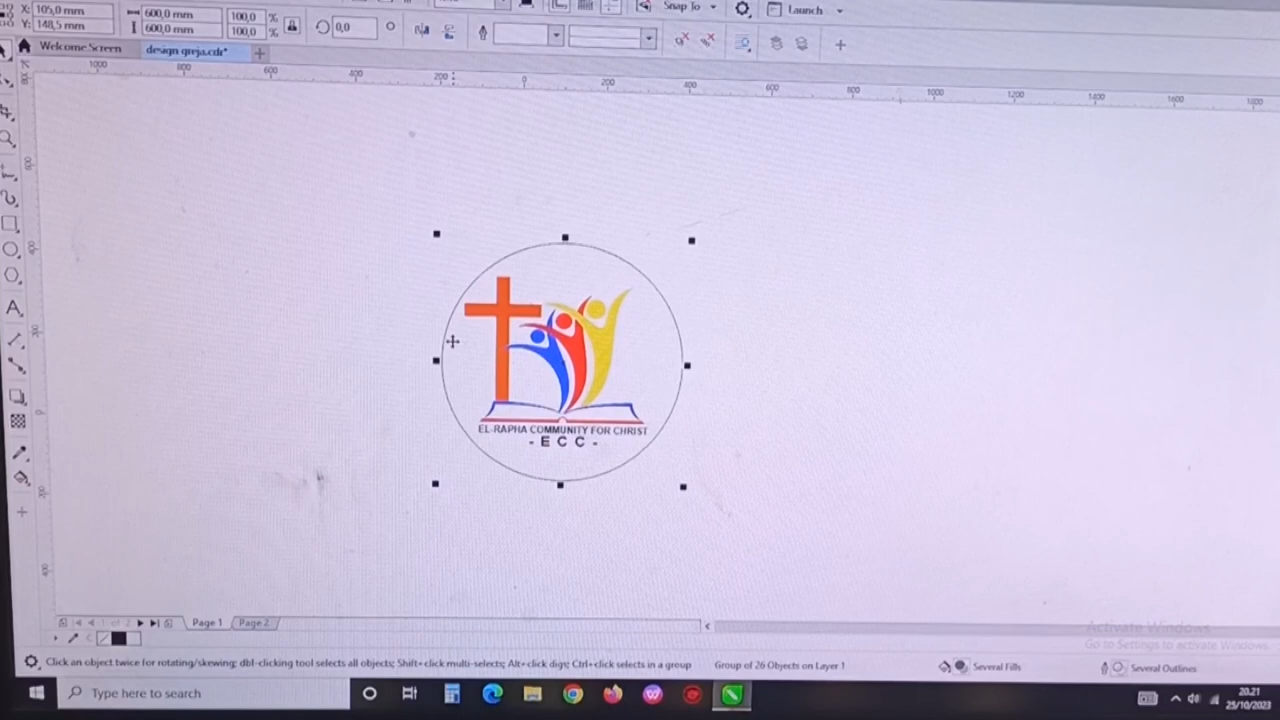 X: 105,0 mm
Y: 148,5 mm
600,0 mm
600,0 mm
100,0 %
100,0 %
0,0
Snap To
Launch
Welcome Screen
design greja.cdr*
1000 800 600 400 200 0 200 400 600 800 1000 1200 1400 1600 1800
EL-RAPHA COMMUNITY FOR CHRIST
- E C C -
1 of 2
Page 1
Page 2
Activate Windows
Go to Settings to activate Windows.
Click an object twice for rotating/skewing; dbl-clicking tool selects all objects; Shift+click multi-selects; Alt+click digs; Ctrl+click selects in a group
Group of 26 Objects on Layer 1
Several Fills
Several Outlines
Type here to search
20.21
25/10/2023